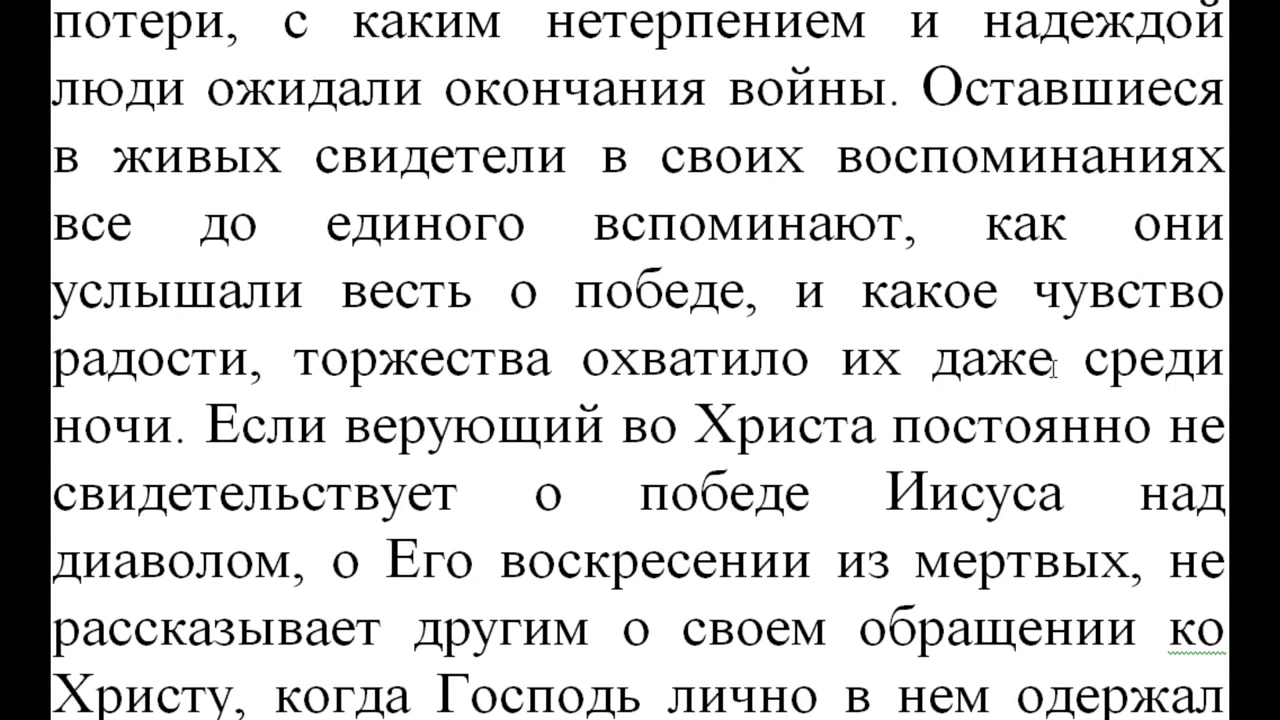 потери, с каким нетерпением и надеждой
люди ожидали окончания войны. Оставшиеся
в живых свидетели в своих воспоминаниях
все до единого вспоминают, как они
услышали весть о победе, и какое чувство
радости, торжества охватило их даже среди
ночи. Если верующий во Христа постоянно не
свидетельствует о победе Иисуса над
диаволом, о Его воскресении из мертвых, не
рассказывает другим о своем обращении ко
Христу, когда Господь лично в нем одержал